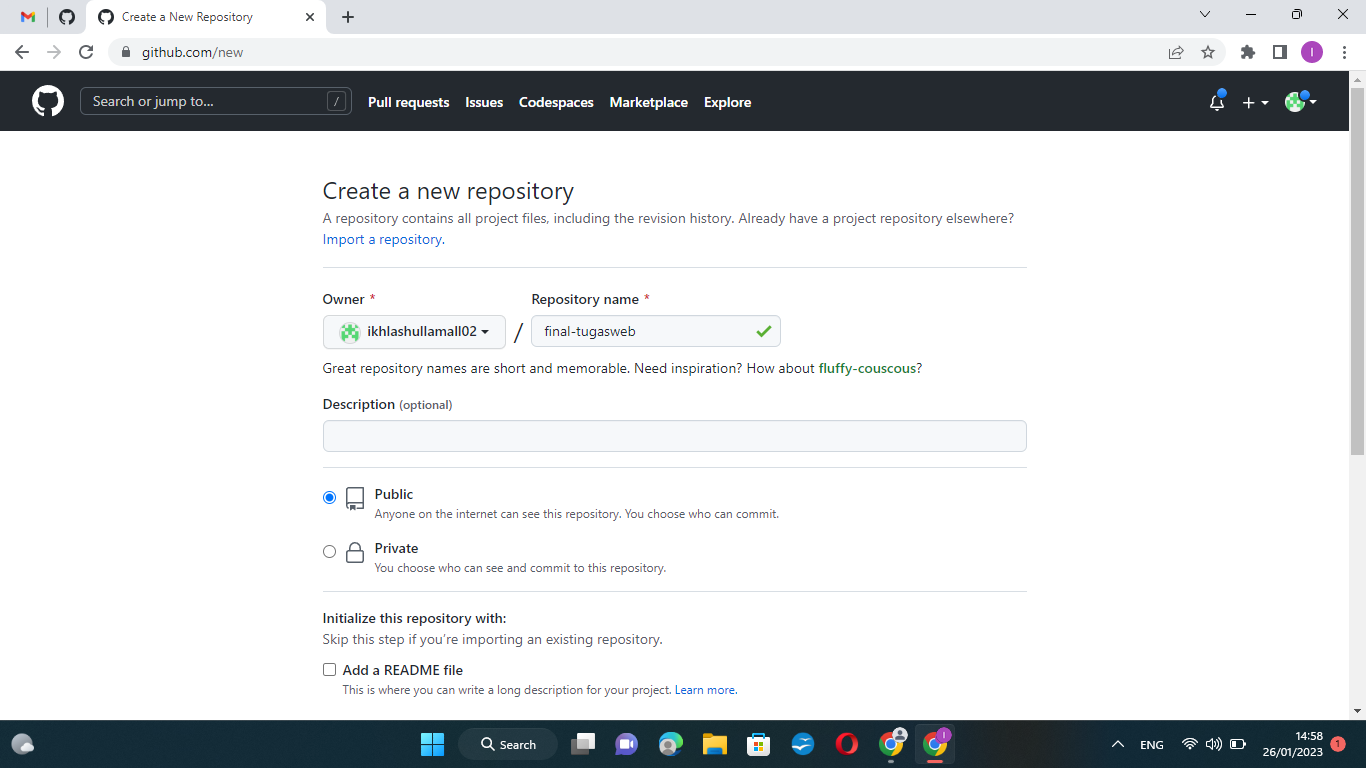 Create a New Repository
github.com/new
I
Search or jump to... /
Pull requests Issues Codespaces Marketplace Explore
Create a new repository
A repository contains all project files, including the revision history. Already have a project repository elsewhere?
Import a repository.
Owner * Repository name *
ikhlashullamall02 / final-tugasweb
Great repository names are short and memorable. Need inspiration? How about fluffy-couscous?
Description (optional)
Public
Anyone on the internet can see this repository. You choose who can commit.
Private
You choose who can see and commit to this repository.
Initialize this repository with:
Skip this step if you're importing an existing repository.
Add a README file
This is where you can write a long description for your project. Learn more.
Search
I
ENG
14:58
26/01/2023
1